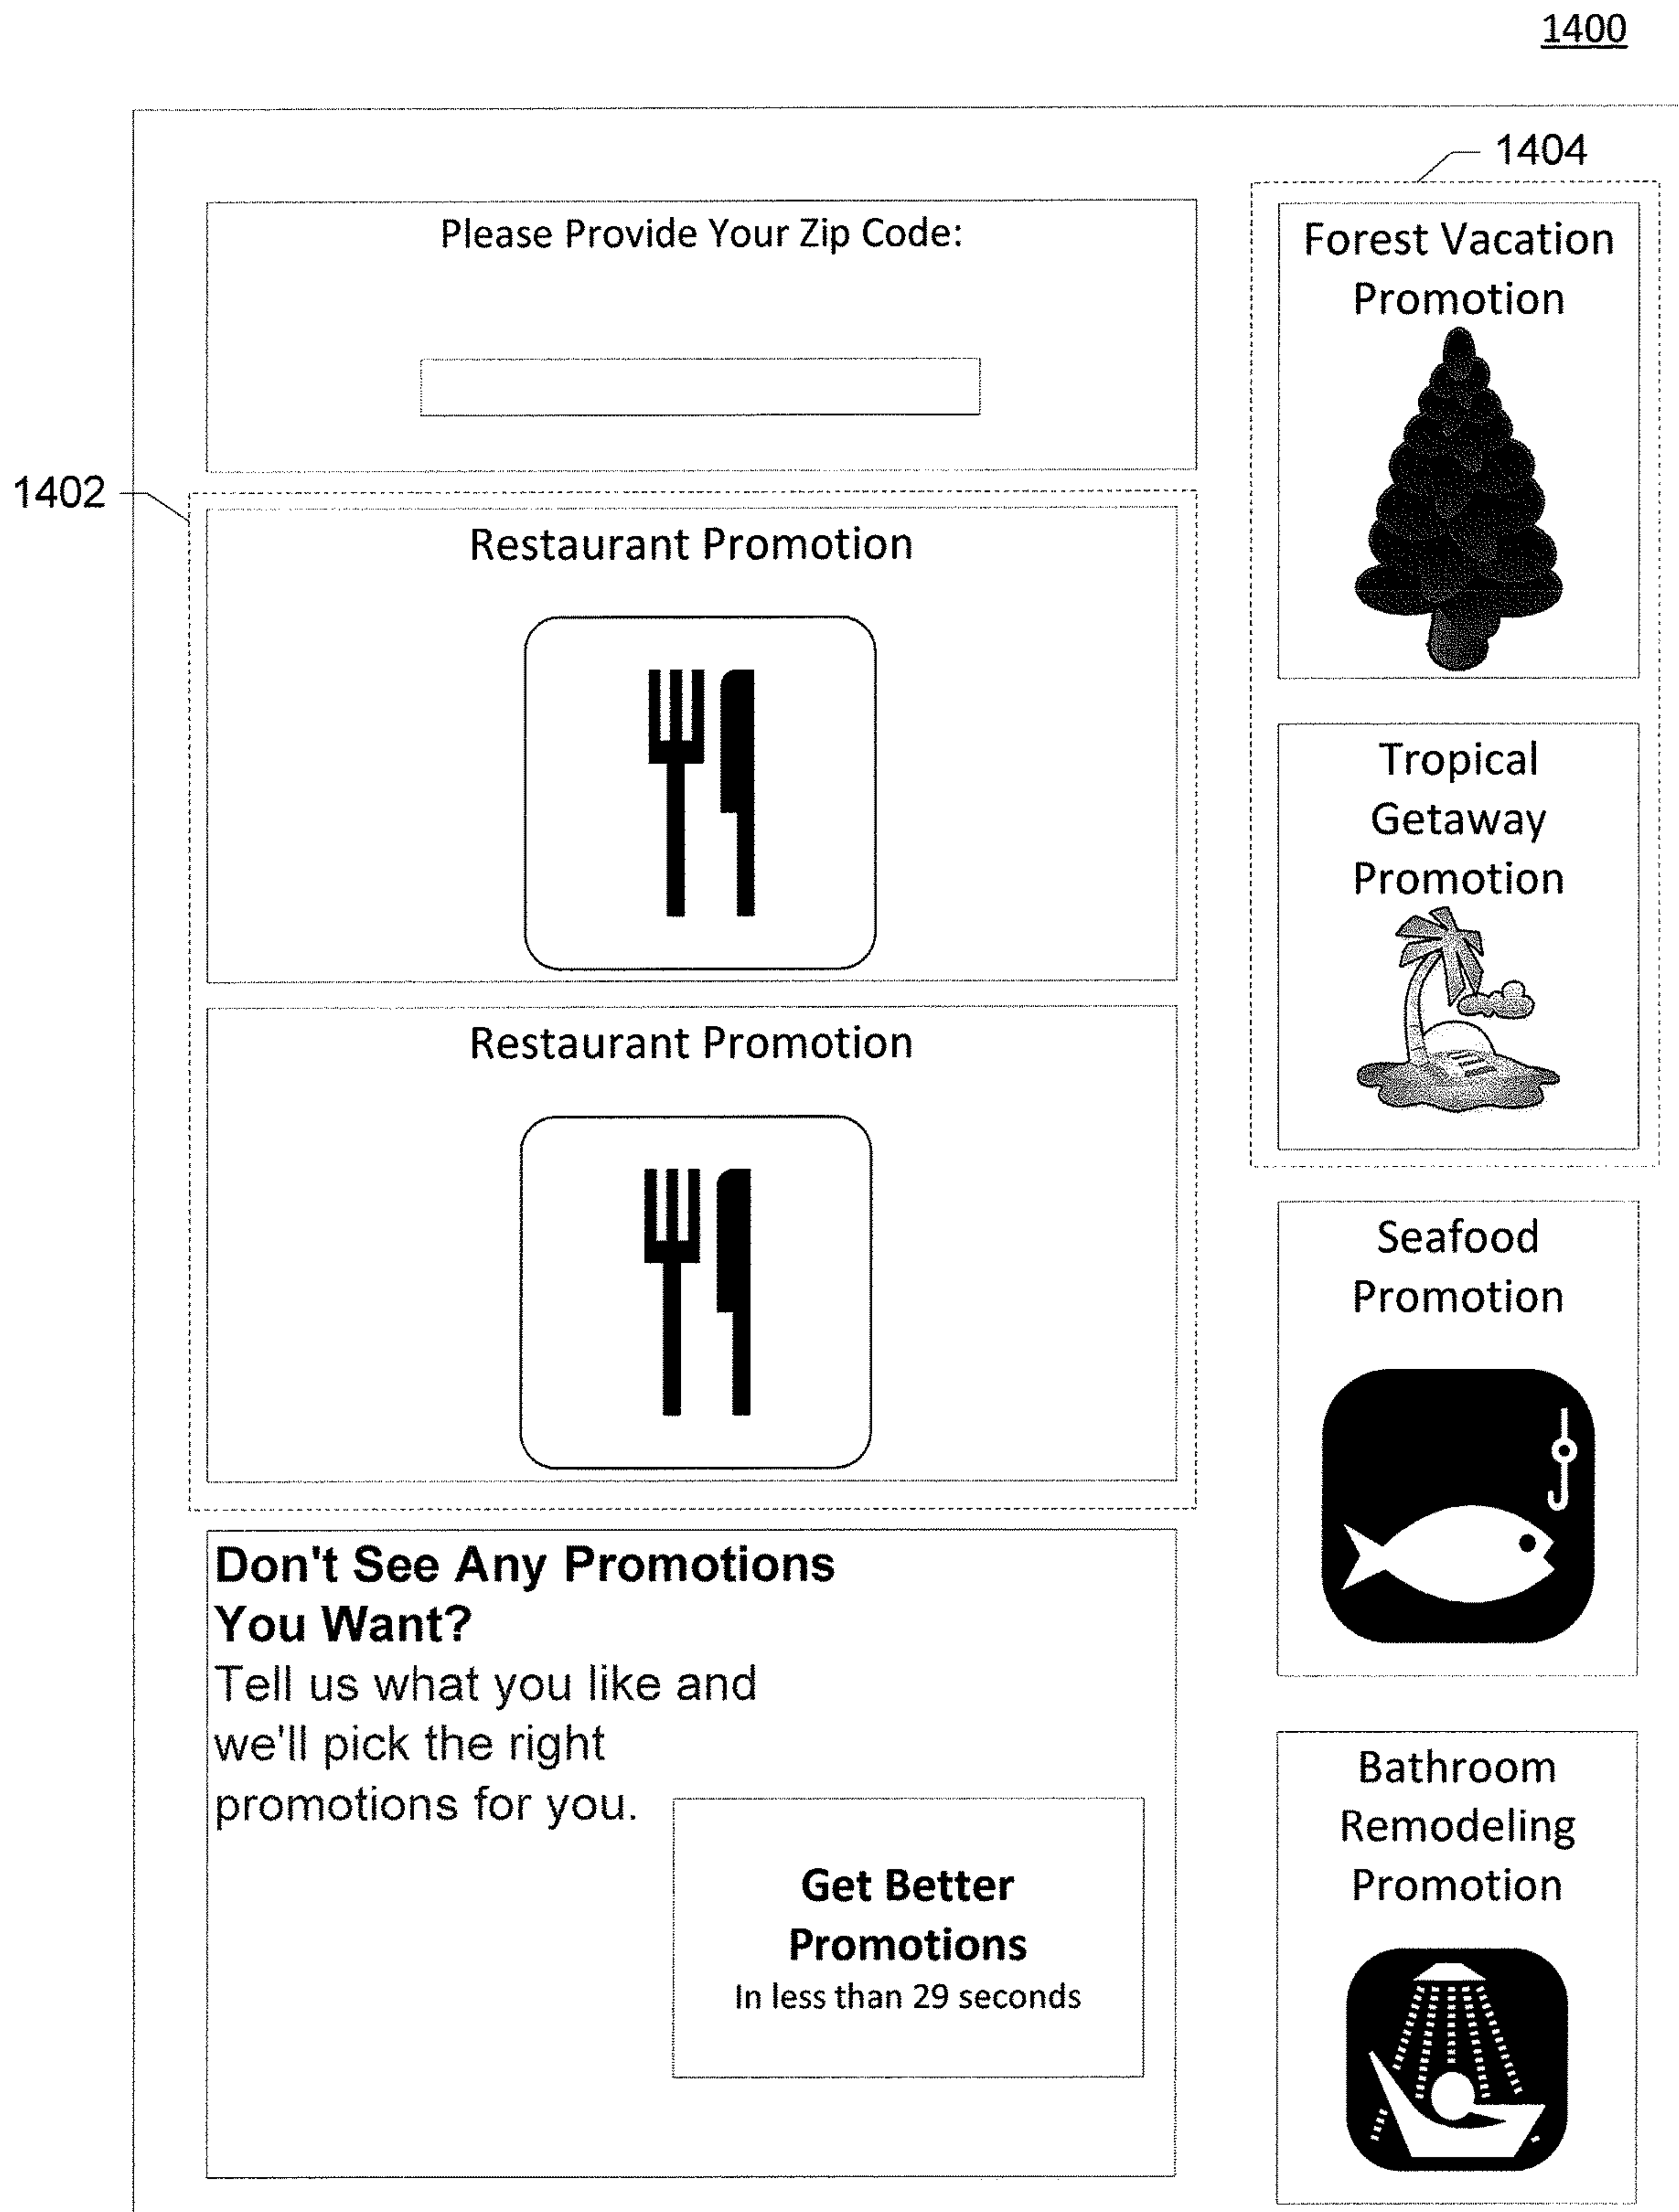 1400
1404
Please Provide Your Zip Code:
1402
Restaurant Promotion
Restaurant Promotion
Don't See Any Promotions
You Want?
Tell us what you like and
we'll pick the right
promotions for you.
Get Better
Promotions
In less than 29 seconds
Forest Vacation
Promotion
Tropical
Getaway
Promotion
Seafood
Promotion
Bathroom
Remodeling
Promotion